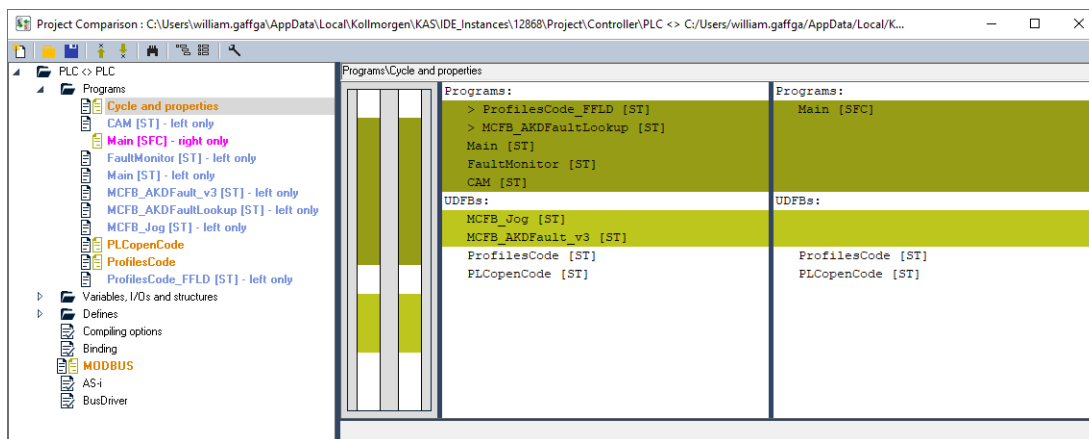 Project Comparison : C:\Users\william.gaffga\AppData\Local\Kollmorgen\KAS\IDE_Instances\12868\Project\Controller\PLC <> C:/Users/william.gaffga/AppData/Local/K...
PLC <> PLC
Programs
Cycle and properties
CAM [ST] - left only
Main [SFC] - right only
FaultMonitor [ST] - left only
Main [ST] - left only
MCFB_AKDFault_v3 [ST] - left only
MCFB_AKDFaultLookup [ST] - left only
MCFB_Jog [ST] - left only
PLCopenCode
ProfilesCode
ProfilesCode_FFLD [ST] - left only
Variables, I/Os and structures
Defines
Compiling options
Binding
MODBUS
AS-i
BusDriver
Programs\Cycle and properties
Programs:
> ProfilesCode_FFLD [ST]
> MCFB_AKDFaultLookup [ST]
Main [ST]
FaultMonitor [ST]
CAM [ST]
UDFBs:
MCFB_Jog [ST]
MCFB_AKDFault_v3 [ST]
ProfilesCode [ST]
PLCopenCode [ST]
Programs:
Main [SFC]
UDFBs:
ProfilesCode [ST]
PLCopenCode [ST]